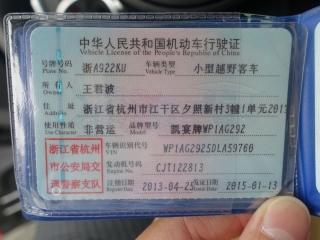 中华人民共和国机动车行驶证
Vehicle License of the People's Republic of China
号牌号码 浙A922KU 车辆类型 小型越野客车
Plate No. Vehicle Type
所有人 王君波
Owner
住址 浙江省杭州市江干区夕照新村3幢1单元201
Address
使用性质 非营运 品牌型号 凯宴牌WP1AG29Z
Use Character Model
浙江省杭州市公安局交通警察支队
车辆识别代号 WP1AG292SDLA59760
VIN
发动机号码 CJT122813
Engine No.
注册日期 2013-04-25 发证日期 2015-01-13
Register Date Issue Date